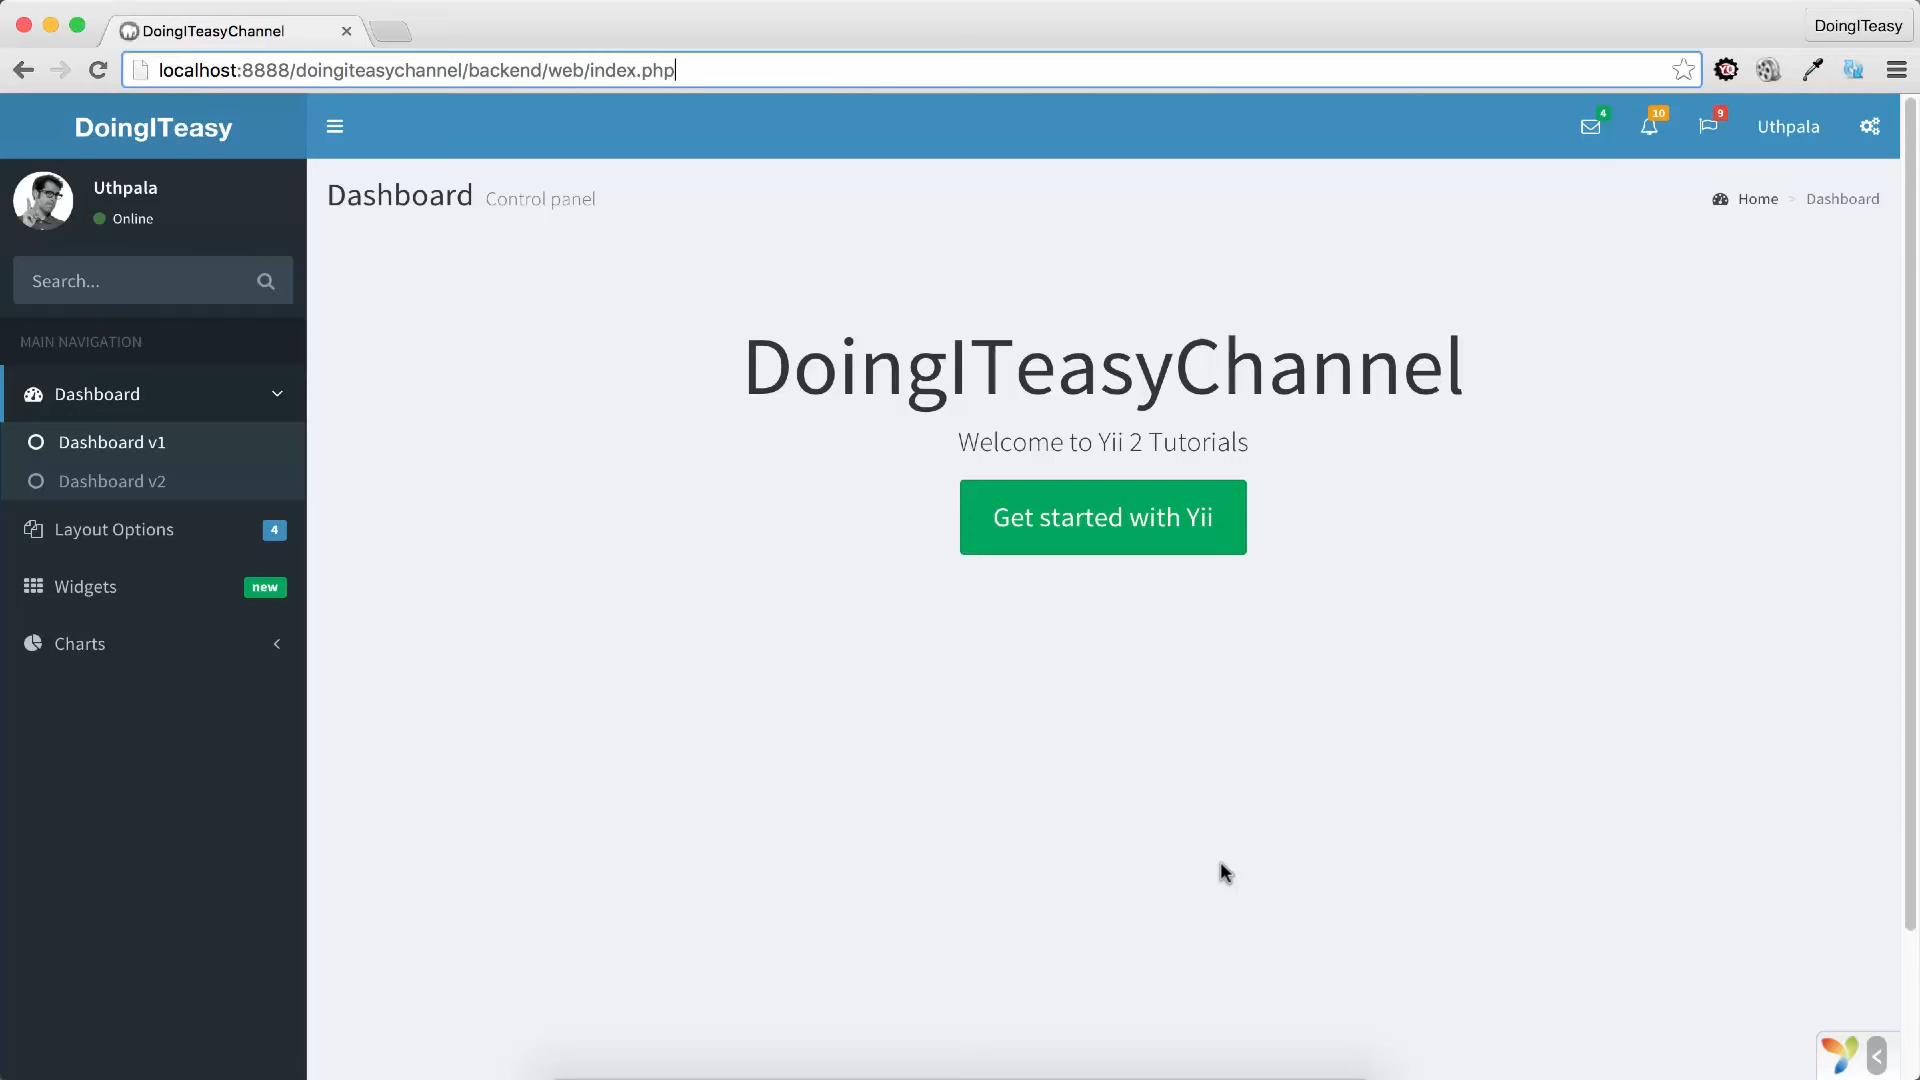 DoingITeasyChannel
DoingITeasy
localhost:8888/doingiteasychannel/backend/web/index.php
DoingITeasy
4
10
9
Uthpala
Uthpala
Online
Dashboard Control panel
Home > Dashboard
Search...
MAIN NAVIGATION
Dashboard
Dashboard v1
Dashboard v2
Layout Options 4
Widgets new
Charts
DoingITeasyChannel
Welcome to Yii 2 Tutorials
Get started with Yii